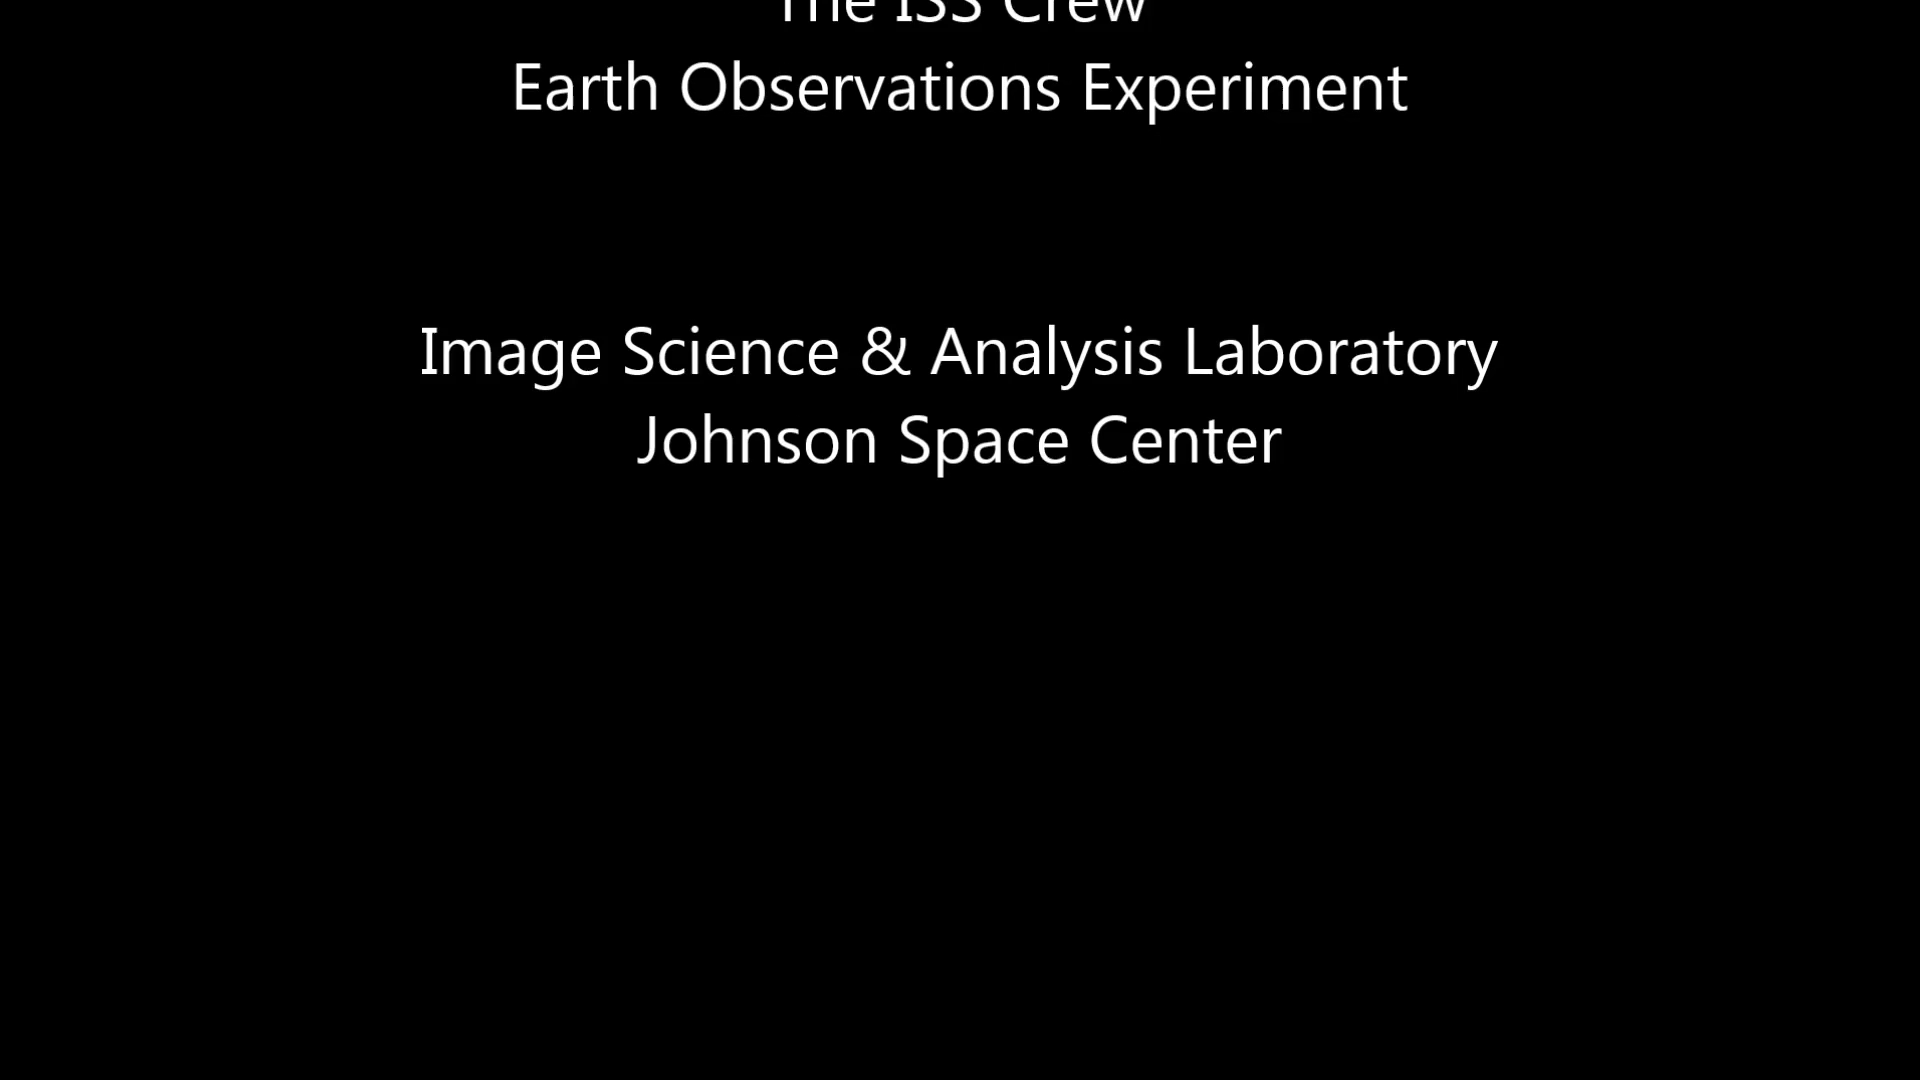 The ISS Crew
Earth Observations Experiment
Image Science & Analysis Laboratory
Johnson Space Center